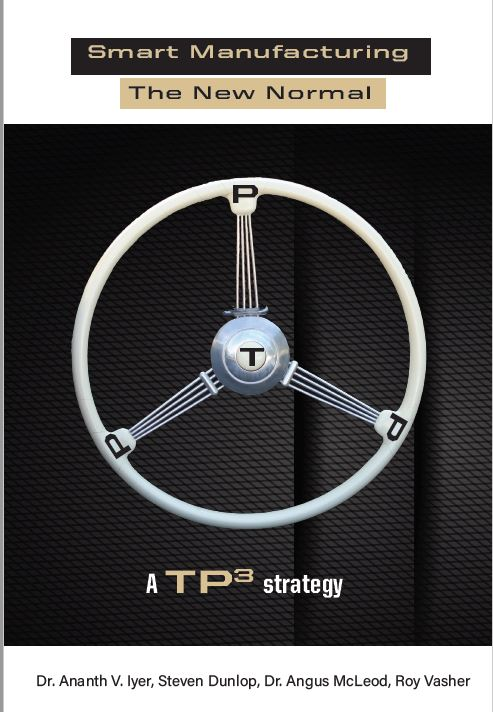 Smart Manufacturing
The New Normal
P
T
P
P
A TP³ strategy
Dr. Ananth V. Iyer, Steven Dunlop, Dr. Angus McLeod, Roy Vasher